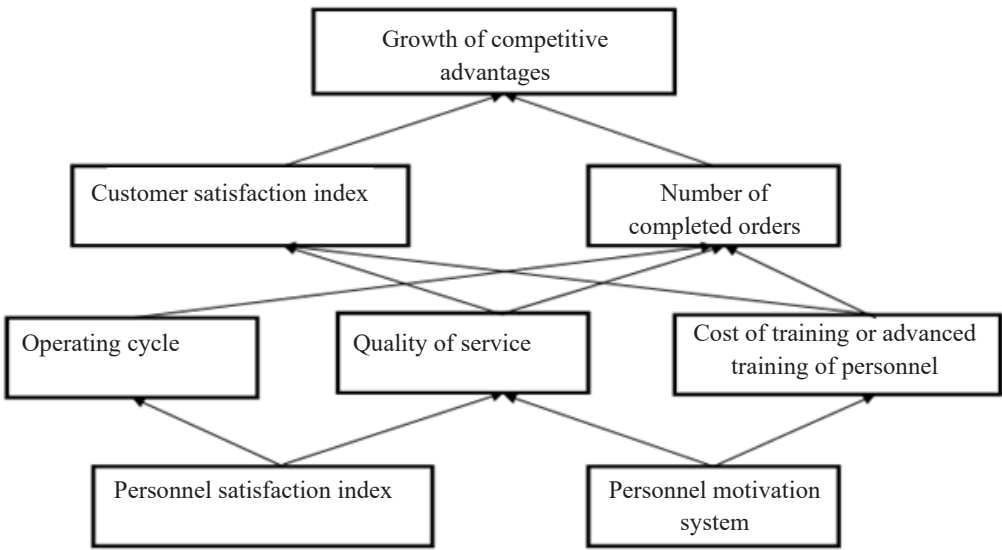 Growth of competitive
advantages
Customer satisfaction index
Number of
completed orders
Operating cycle
Quality of service
Cost of training or advanced
training of personnel
Personnel satisfaction index
Personnel motivation
system